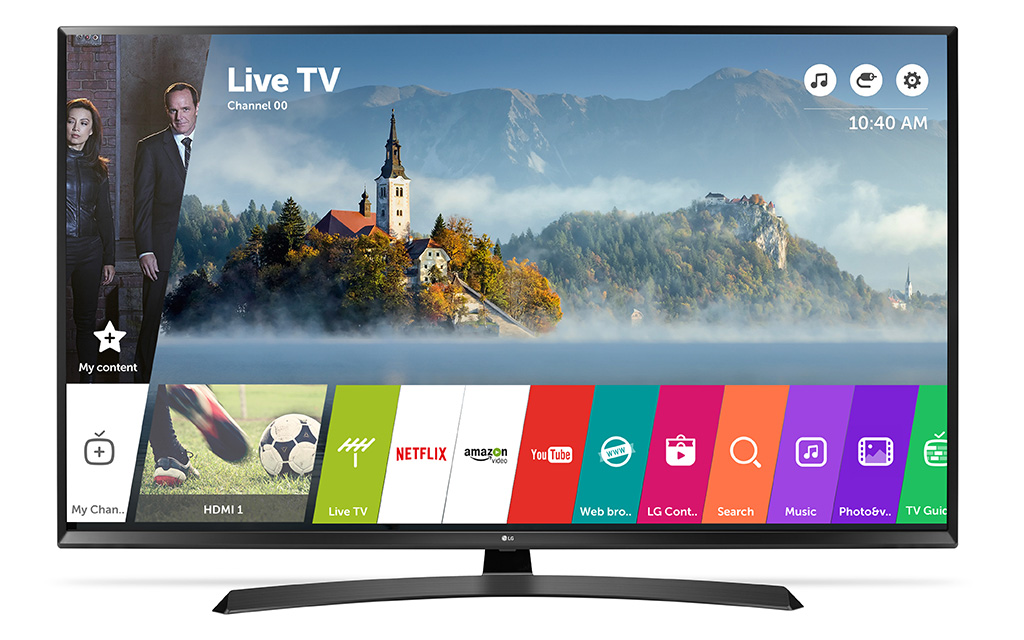 Live TV
Channel 00
10:40 AM
My content
My Chan..
HDMI 1
Live TV
NETFLIX
amazon
video
YouTube
www
Web bro..
LG Cont..
Search
Music
Photo&v..
TV Guid
LG